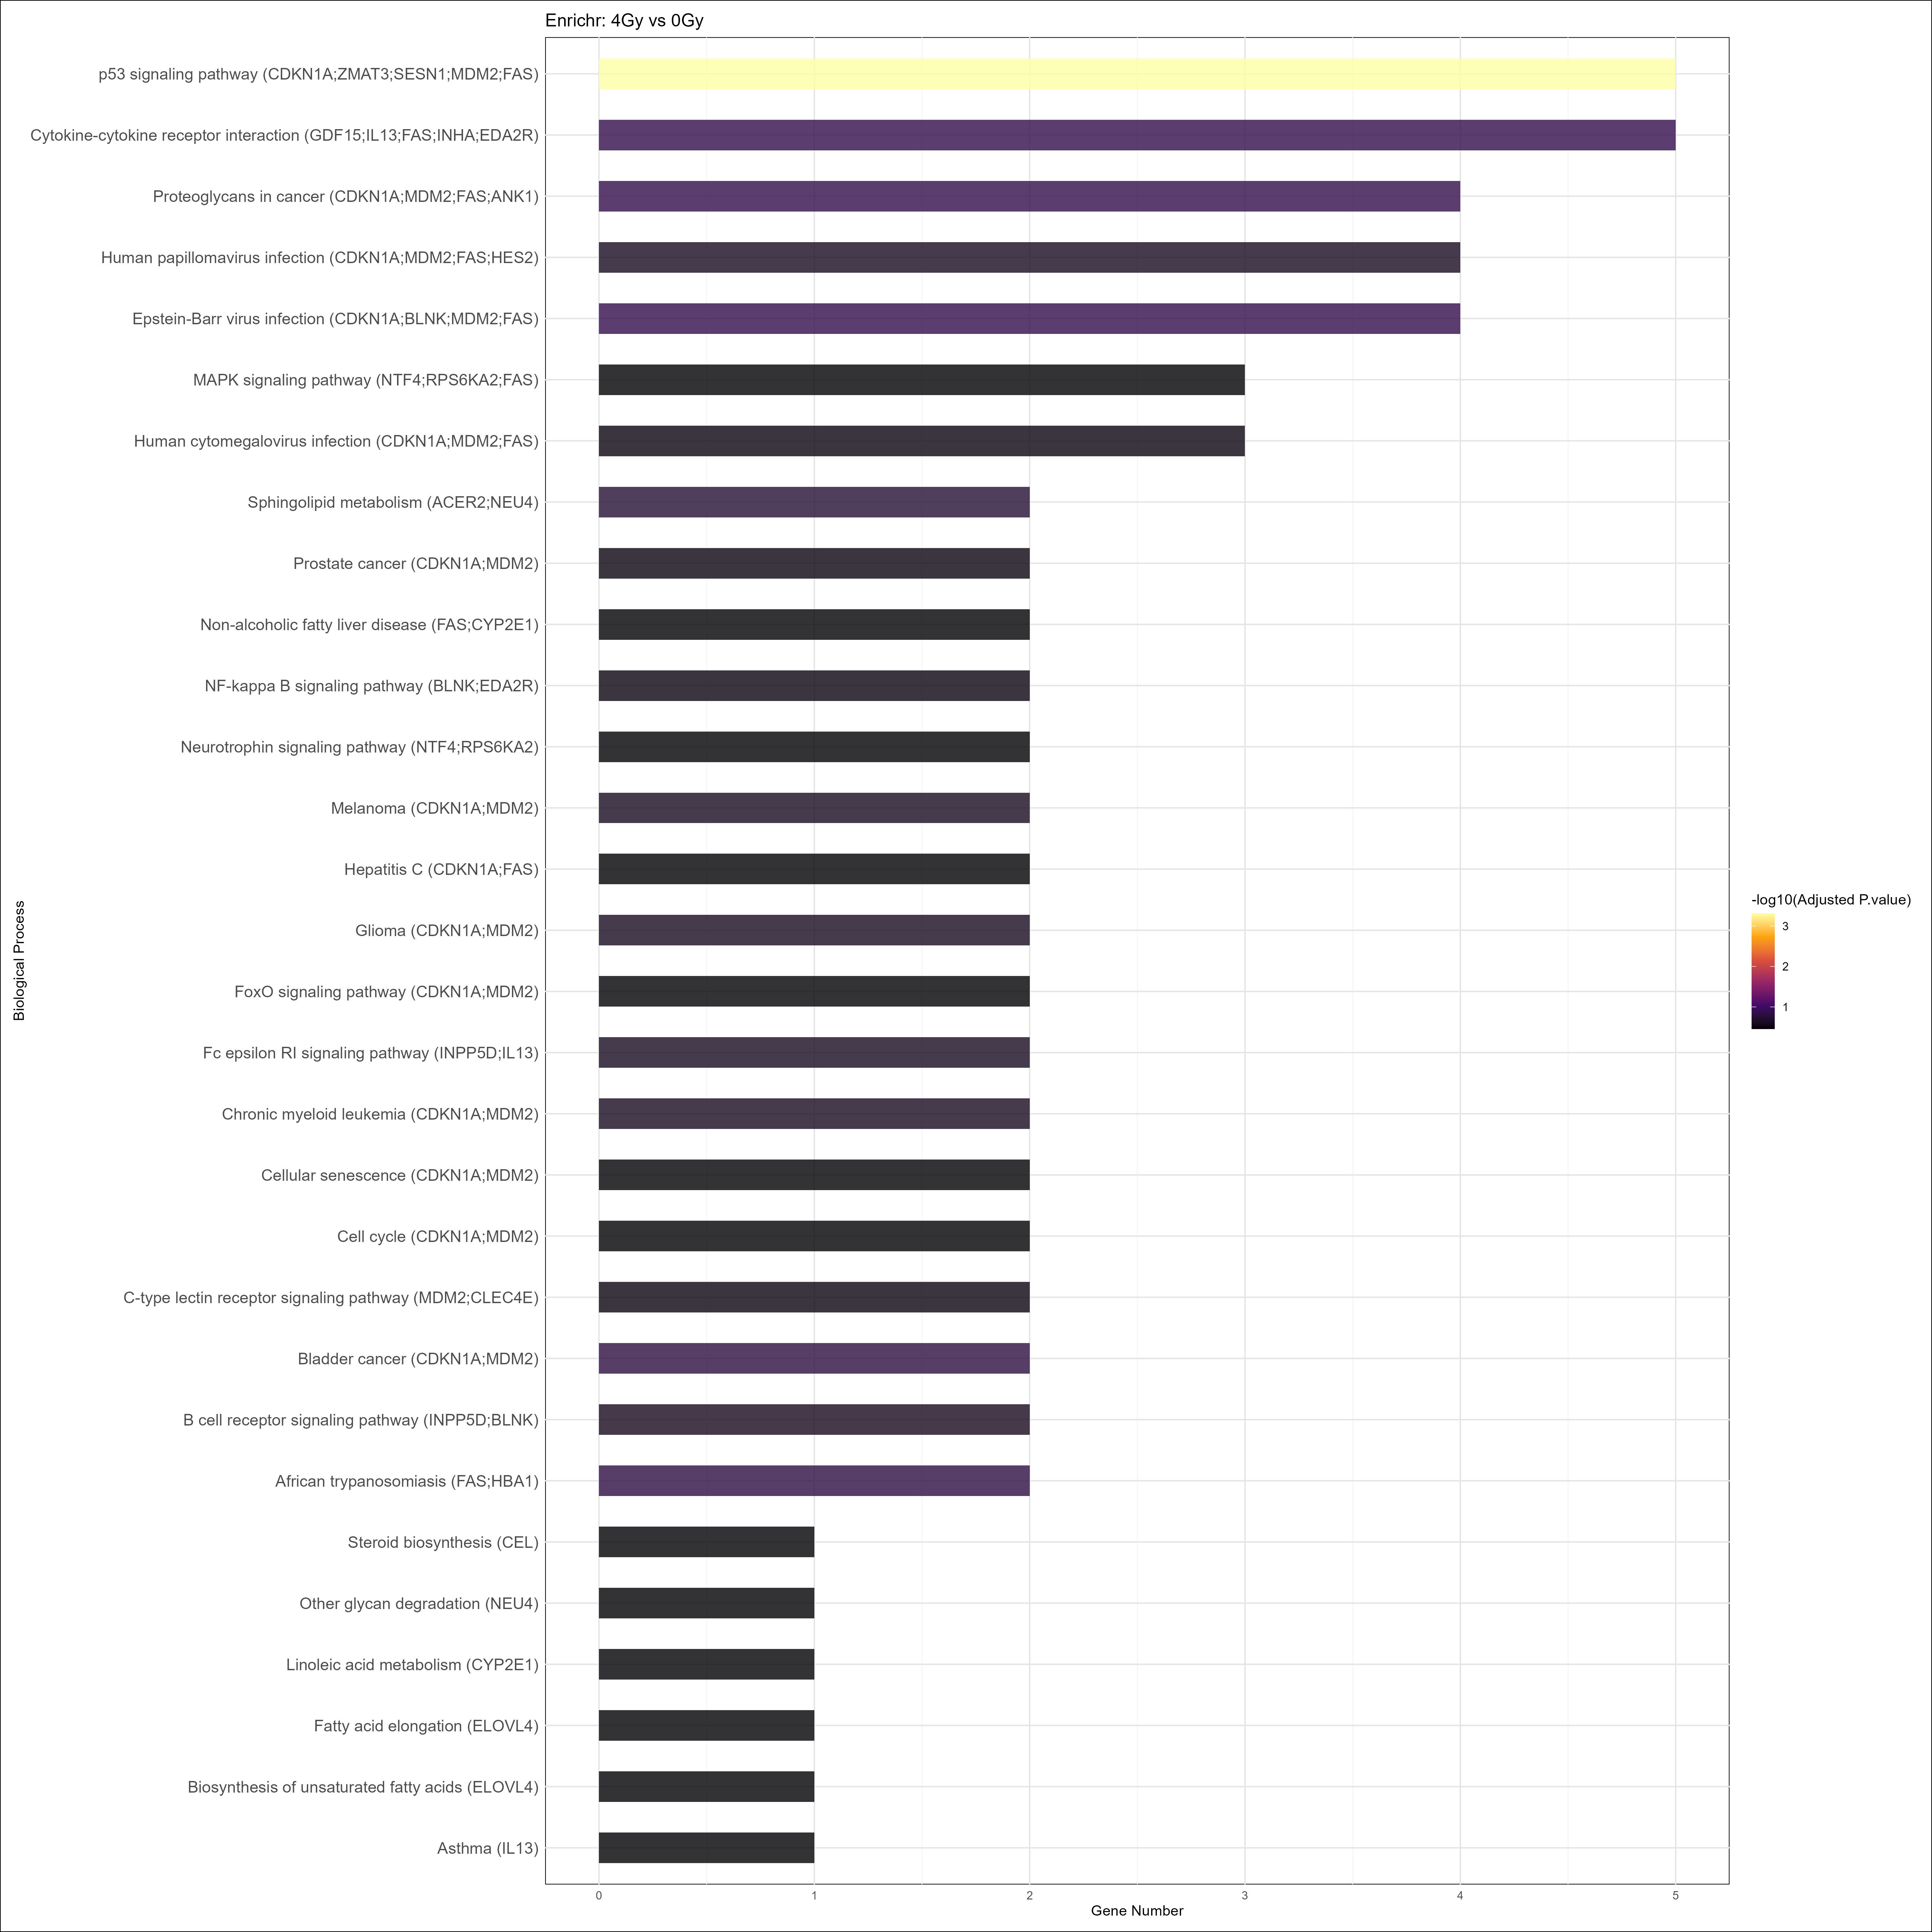 Enrichr: 4Gy vs 0Gy
p53 signaling pathway (CDKN1A;ZMAT3;SESN1;MDM2;FAS)
Cytokine-cytokine receptor interaction (GDF15;IL13;FAS;INHA;EDA2R)
Proteoglycans in cancer (CDKN1A;MDM2;FAS;ANK1)
Human papillomavirus infection (CDKN1A;MDM2;FAS;HES2)
Epstein-Barr virus infection (CDKN1A;BLNK;MDM2;FAS)
MAPK signaling pathway (NTF4;RPS6KA2;FAS)
Human cytomegalovirus infection (CDKN1A;MDM2;FAS)
Sphingolipid metabolism (ACER2;NEU4)
Prostate cancer (CDKN1A;MDM2)
Non-alcoholic fatty liver disease (FAS;CYP2E1)
NF-kappa B signaling pathway (BLNK;EDA2R)
Neurotrophin signaling pathway (NTF4;RPS6KA2)
Melanoma (CDKN1A;MDM2)
Hepatitis C (CDKN1A;FAS)
Glioma (CDKN1A;MDM2)
FoxO signaling pathway (CDKN1A;MDM2)
Fc epsilon RI signaling pathway (INPP5D;IL13)
Chronic myeloid leukemia (CDKN1A;MDM2)
Cellular senescence (CDKN1A;MDM2)
Cell cycle (CDKN1A;MDM2)
C-type lectin receptor signaling pathway (MDM2;CLEC4E)
Bladder cancer (CDKN1A;MDM2)
B cell receptor signaling pathway (INPP5D;BLNK)
African trypanosomiasis (FAS;HBA1)
Steroid biosynthesis (CEL)
Other glycan degradation (NEU4)
Linoleic acid metabolism (CYP2E1)
Fatty acid elongation (ELOVL4)
Biosynthesis of unsaturated fatty acids (ELOVL4)
Asthma (IL13)
Biological Process
0 1 2 3 4 5
Gene Number
-log10(Adjusted P.value)
3
2
1